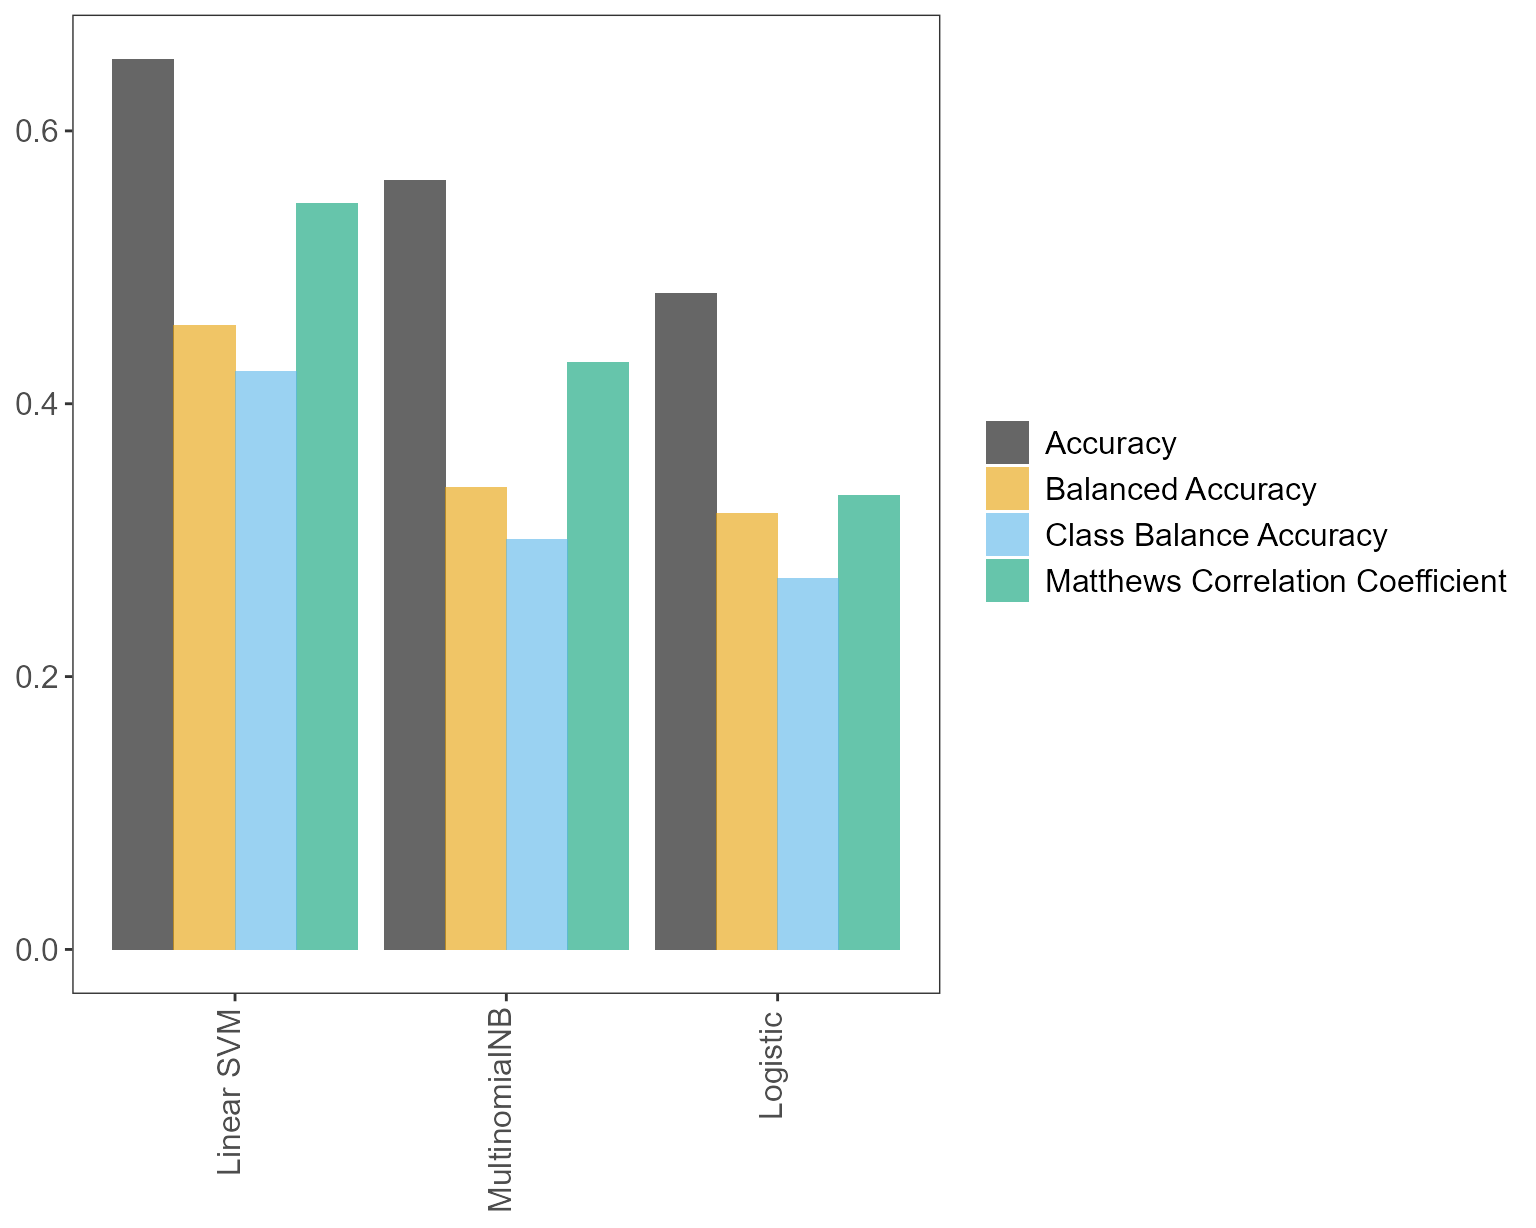 0.6
0.4
0.2
0.0
Linear SVM
MultinomialNB
Logistic
Accuracy
Balanced Accuracy
Class Balance Accuracy
Matthews Correlation Coefficient